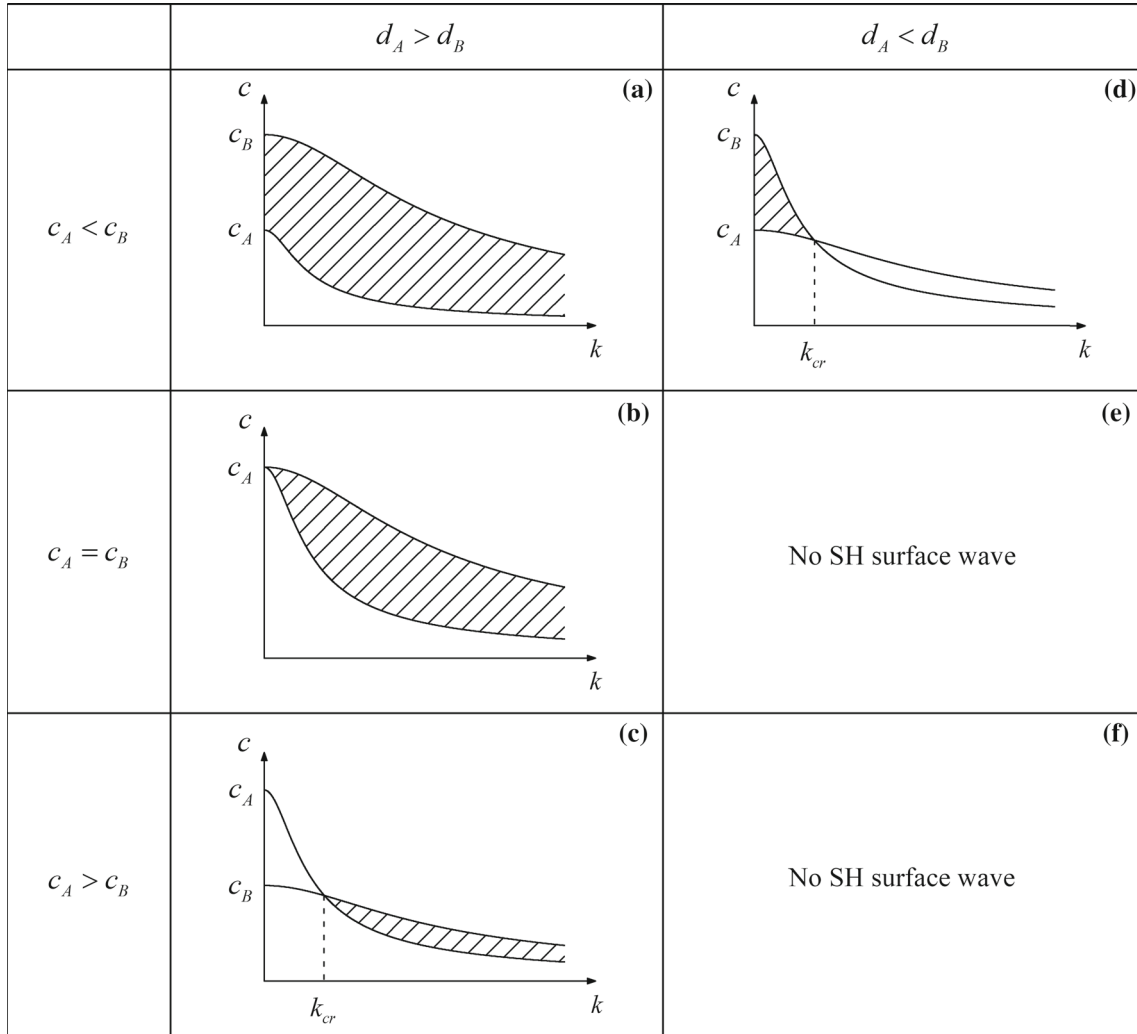 d_A > d_B
d_A < d_B
c_A < c_B
(a)
c
c_B
c_A
k
(d)
c
c_B
c_A
k_cr
k
c_A = c_B
(b)
c
c_A
k
(e)
No SH surface wave
c_A > c_B
(c)
c
c_A
c_B
k_cr
k
(f)
No SH surface wave